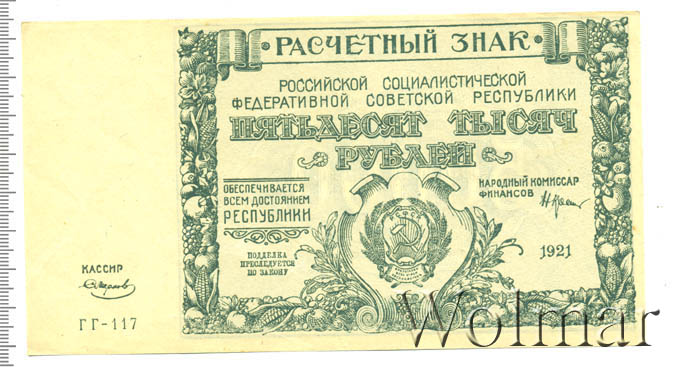 РАСЧЕТНЫЙ ЗНАК
РОССИЙСКОЙ СОЦИАЛИСТИЧЕСКОЙ
ФЕДЕРАТИВНОЙ СОВЕТСКОЙ РЕСПУБЛИКИ
ПЯТЬДЕСЯТ ТЫСЯЧ
РУБЛЕЙ
ОБЕСПЕЧИВАЕТСЯ
ВСЕМ ДОСТОЯНИЕМ
РЕСПУБЛИКИ
НАРОДНЫЙ КОМИССАР
ФИНАНСОВ
ПОДДЕЛКА
ПРЕСЛЕДУЕТСЯ
ПО ЗАКОНУ
1921
КАССИР
ГГ-117
Wolmar